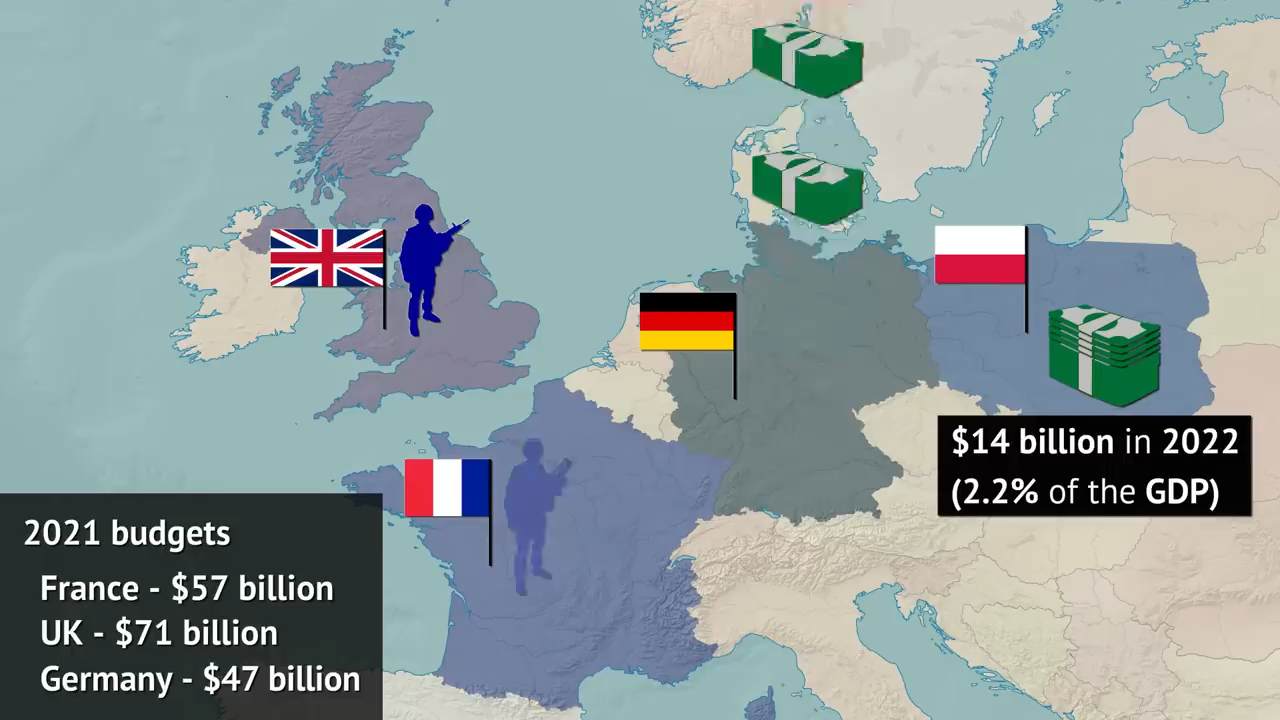 $14 billion in 2022
(2.2% of the GDP)
2021 budgets
France - $57 billion
UK - $71 billion
Germany - $47 billion